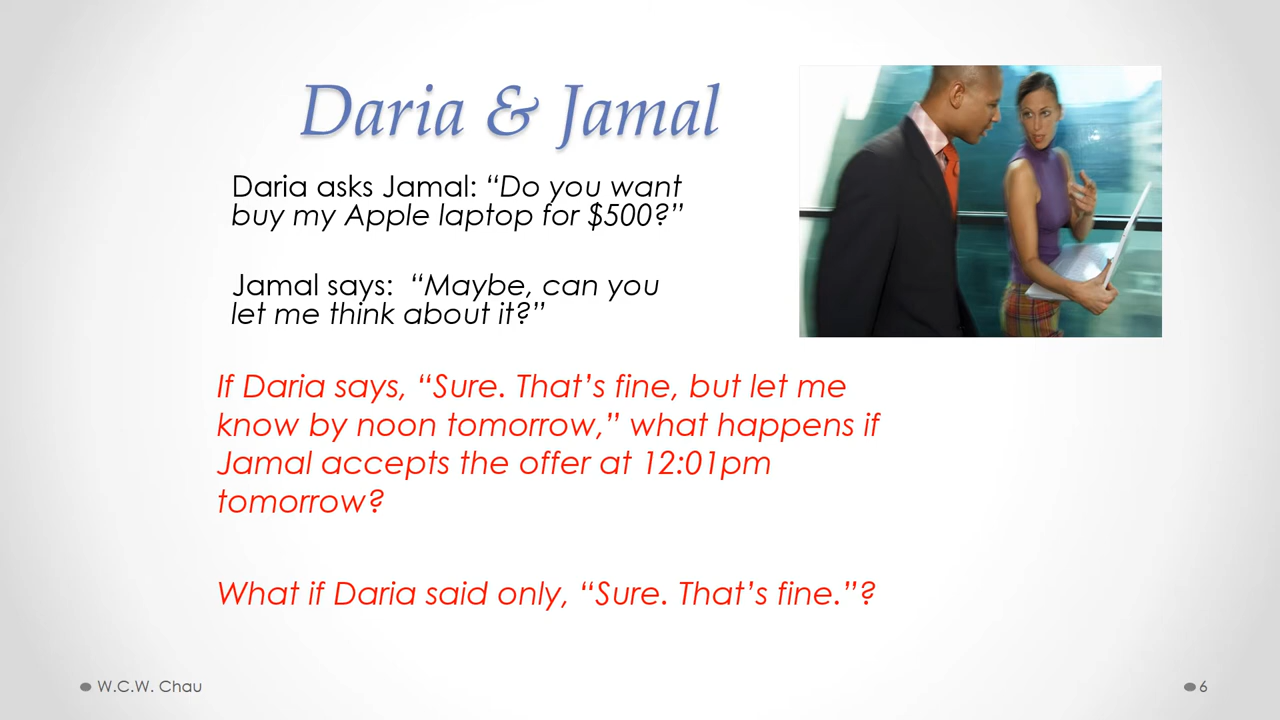 Daria & Jamal
Daria asks Jamal: “Do you want
buy my Apple laptop for $500?”
Jamal says: “Maybe, can you
let me think about it?”
If Daria says, “Sure. That’s fine, but let me
know by noon tomorrow,” what happens if
Jamal accepts the offer at 12:01pm
tomorrow?
What if Daria said only, “Sure. That’s fine.”?
W.C.W. Chau
6